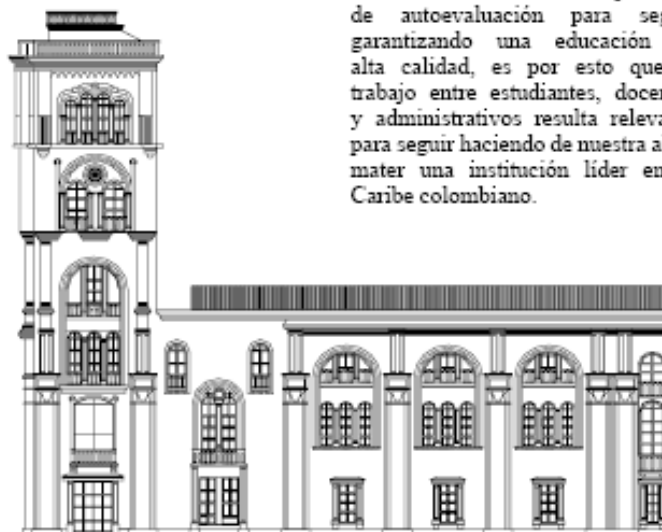 de autoevaluación para
garantizando una educación
alta calidad, es por esto que
trabajo entre estudiantes,
y administrativos resulta
para seguir haciendo de nuestra
mater una institución líder en
Caribe colombiano.